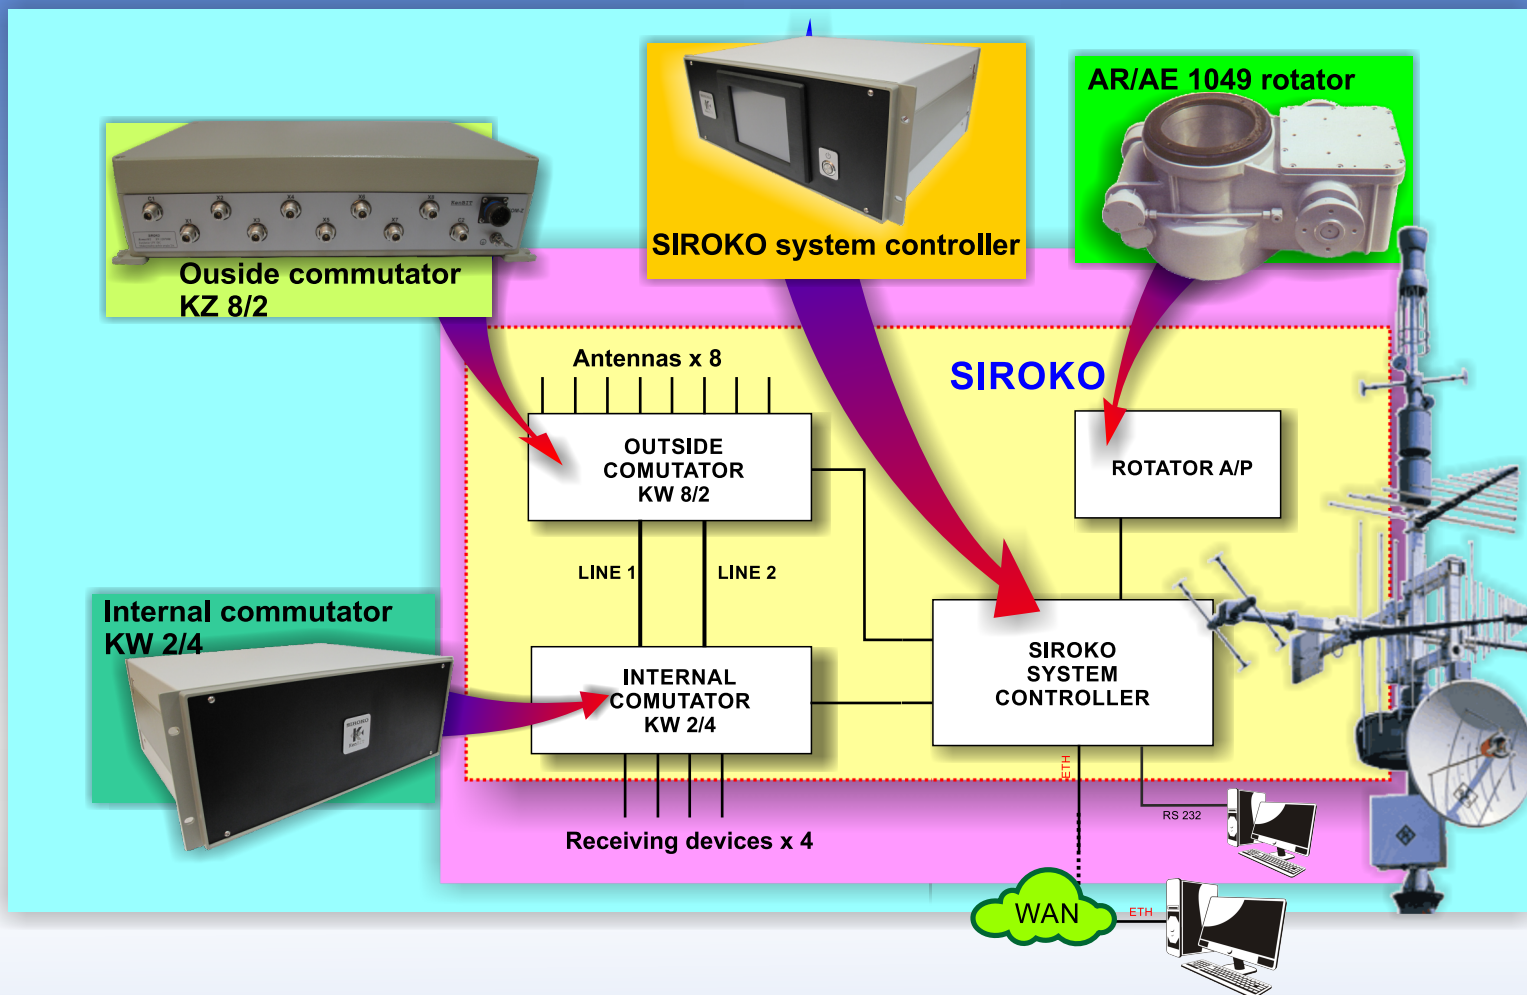 AR/AE 1049 rotator
SIROKO system controller
Ouside commutator
KZ 8/2
Antennas x 8
SIROKO
OUTSIDE
COMUTATOR
KW 8/2
ROTATOR A/P
LINE 1
LINE 2
Internal commutator
KW 2/4
INTERNAL
COMUTATOR
KW 2/4
SIROKO
SYSTEM
CONTROLLER
ETH
RS 232
Receiving devices x 4
WAN
ETH